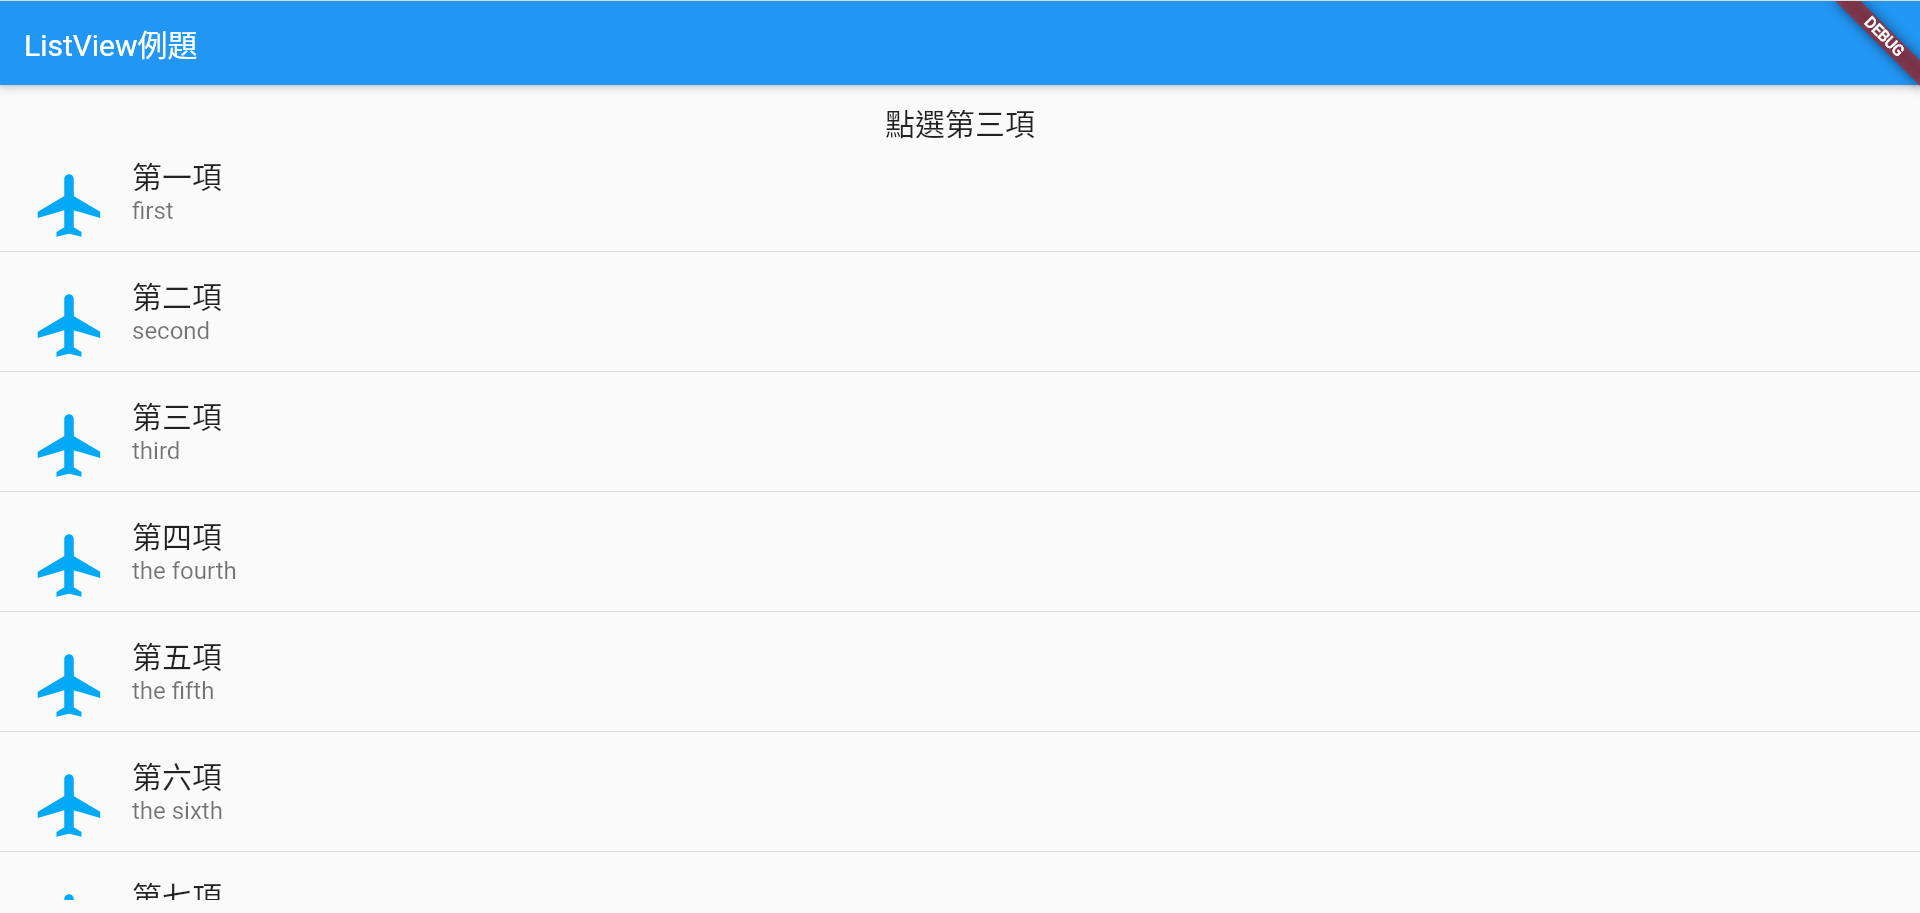 ListView例題
DEBUG
點選第三項
第一項
first
第二項
second
第三項
third
第四項
the fourth
第五項
the fifth
第六項
the sixth
第七項